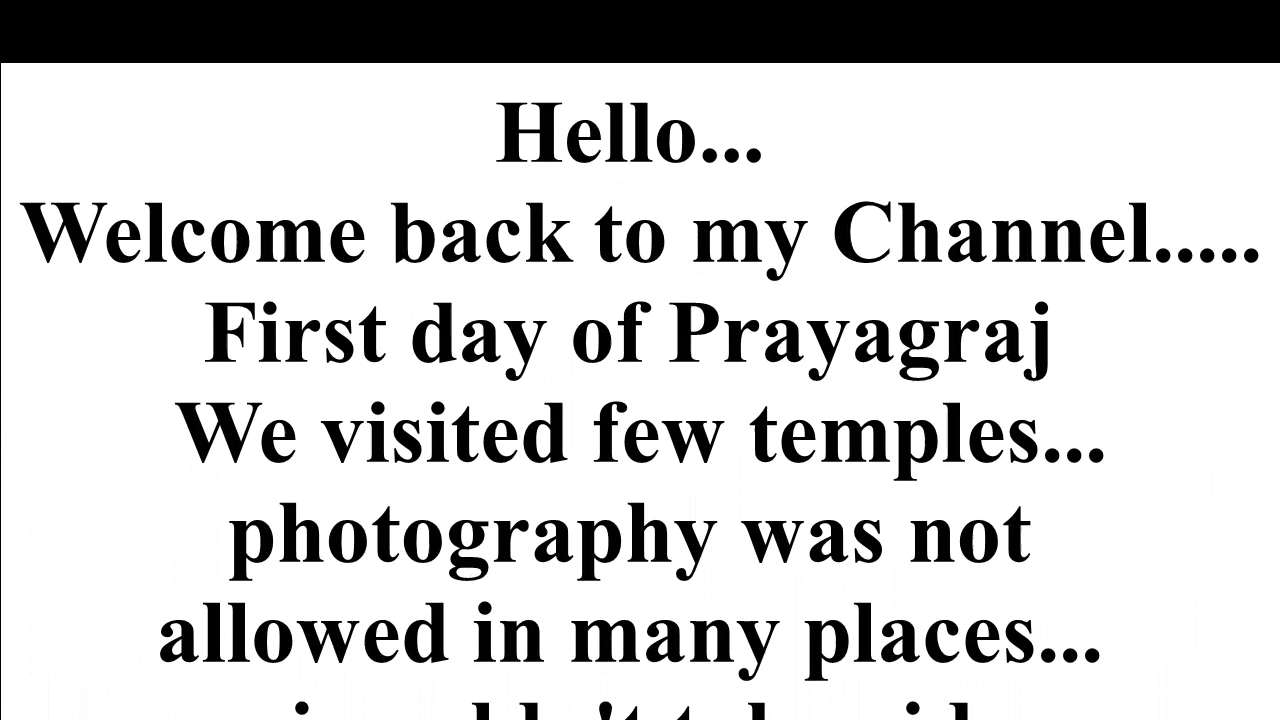 Hello...
Welcome back to my Channel.....
First day of Prayagraj
We visited few temples...
photography was not
allowed in many places...